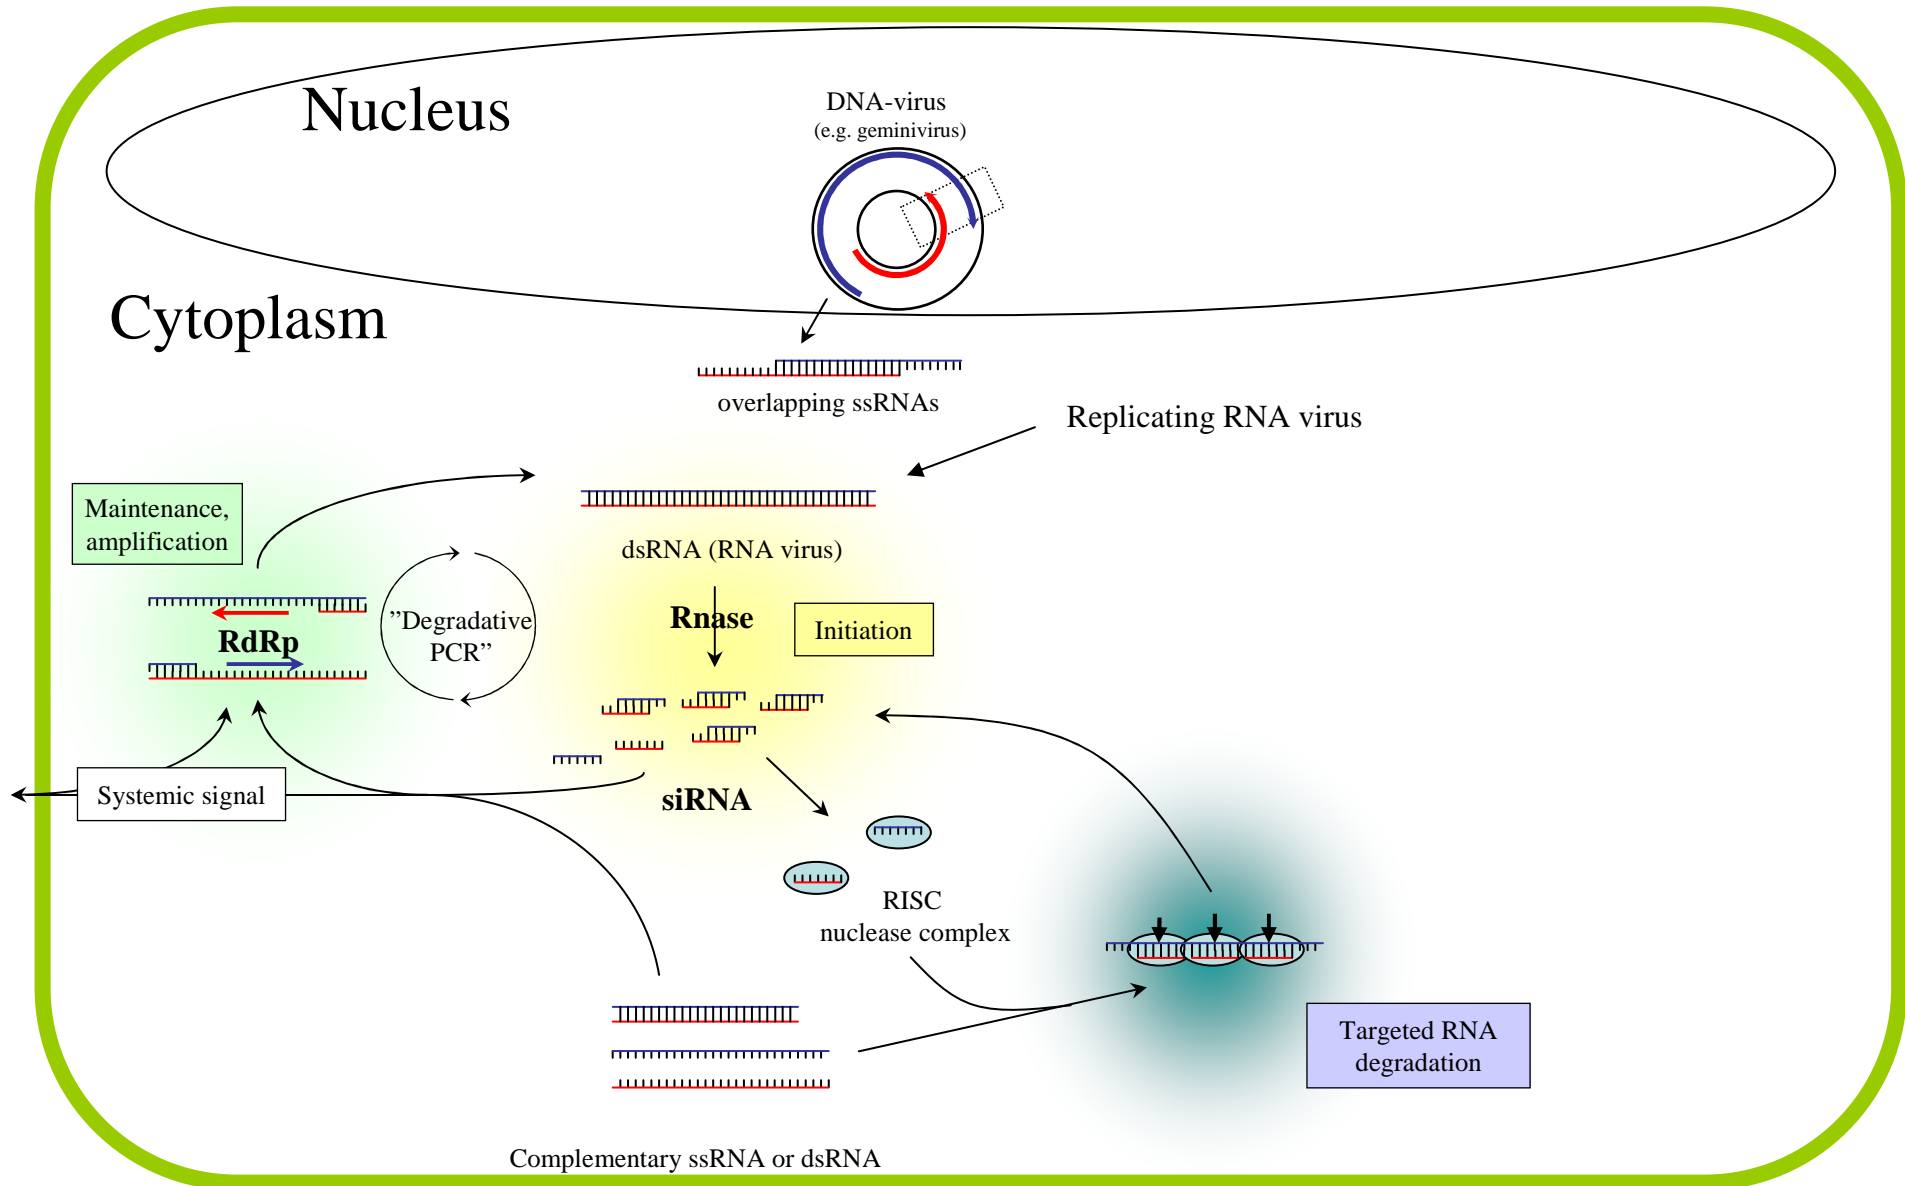 Nucleus
DNA-virus
(e.g. geminivirus)
Cytoplasm
overlapping ssRNAs
Replicating RNA virus
Maintenance,
amplification
dsRNA (RNA virus)
Rnase
Initiation
”Degradative
PCR”
RdRp
Systemic signal
siRNA
RISC
nuclease complex
Targeted RNA
degradation
Complementary ssRNA or dsRNA